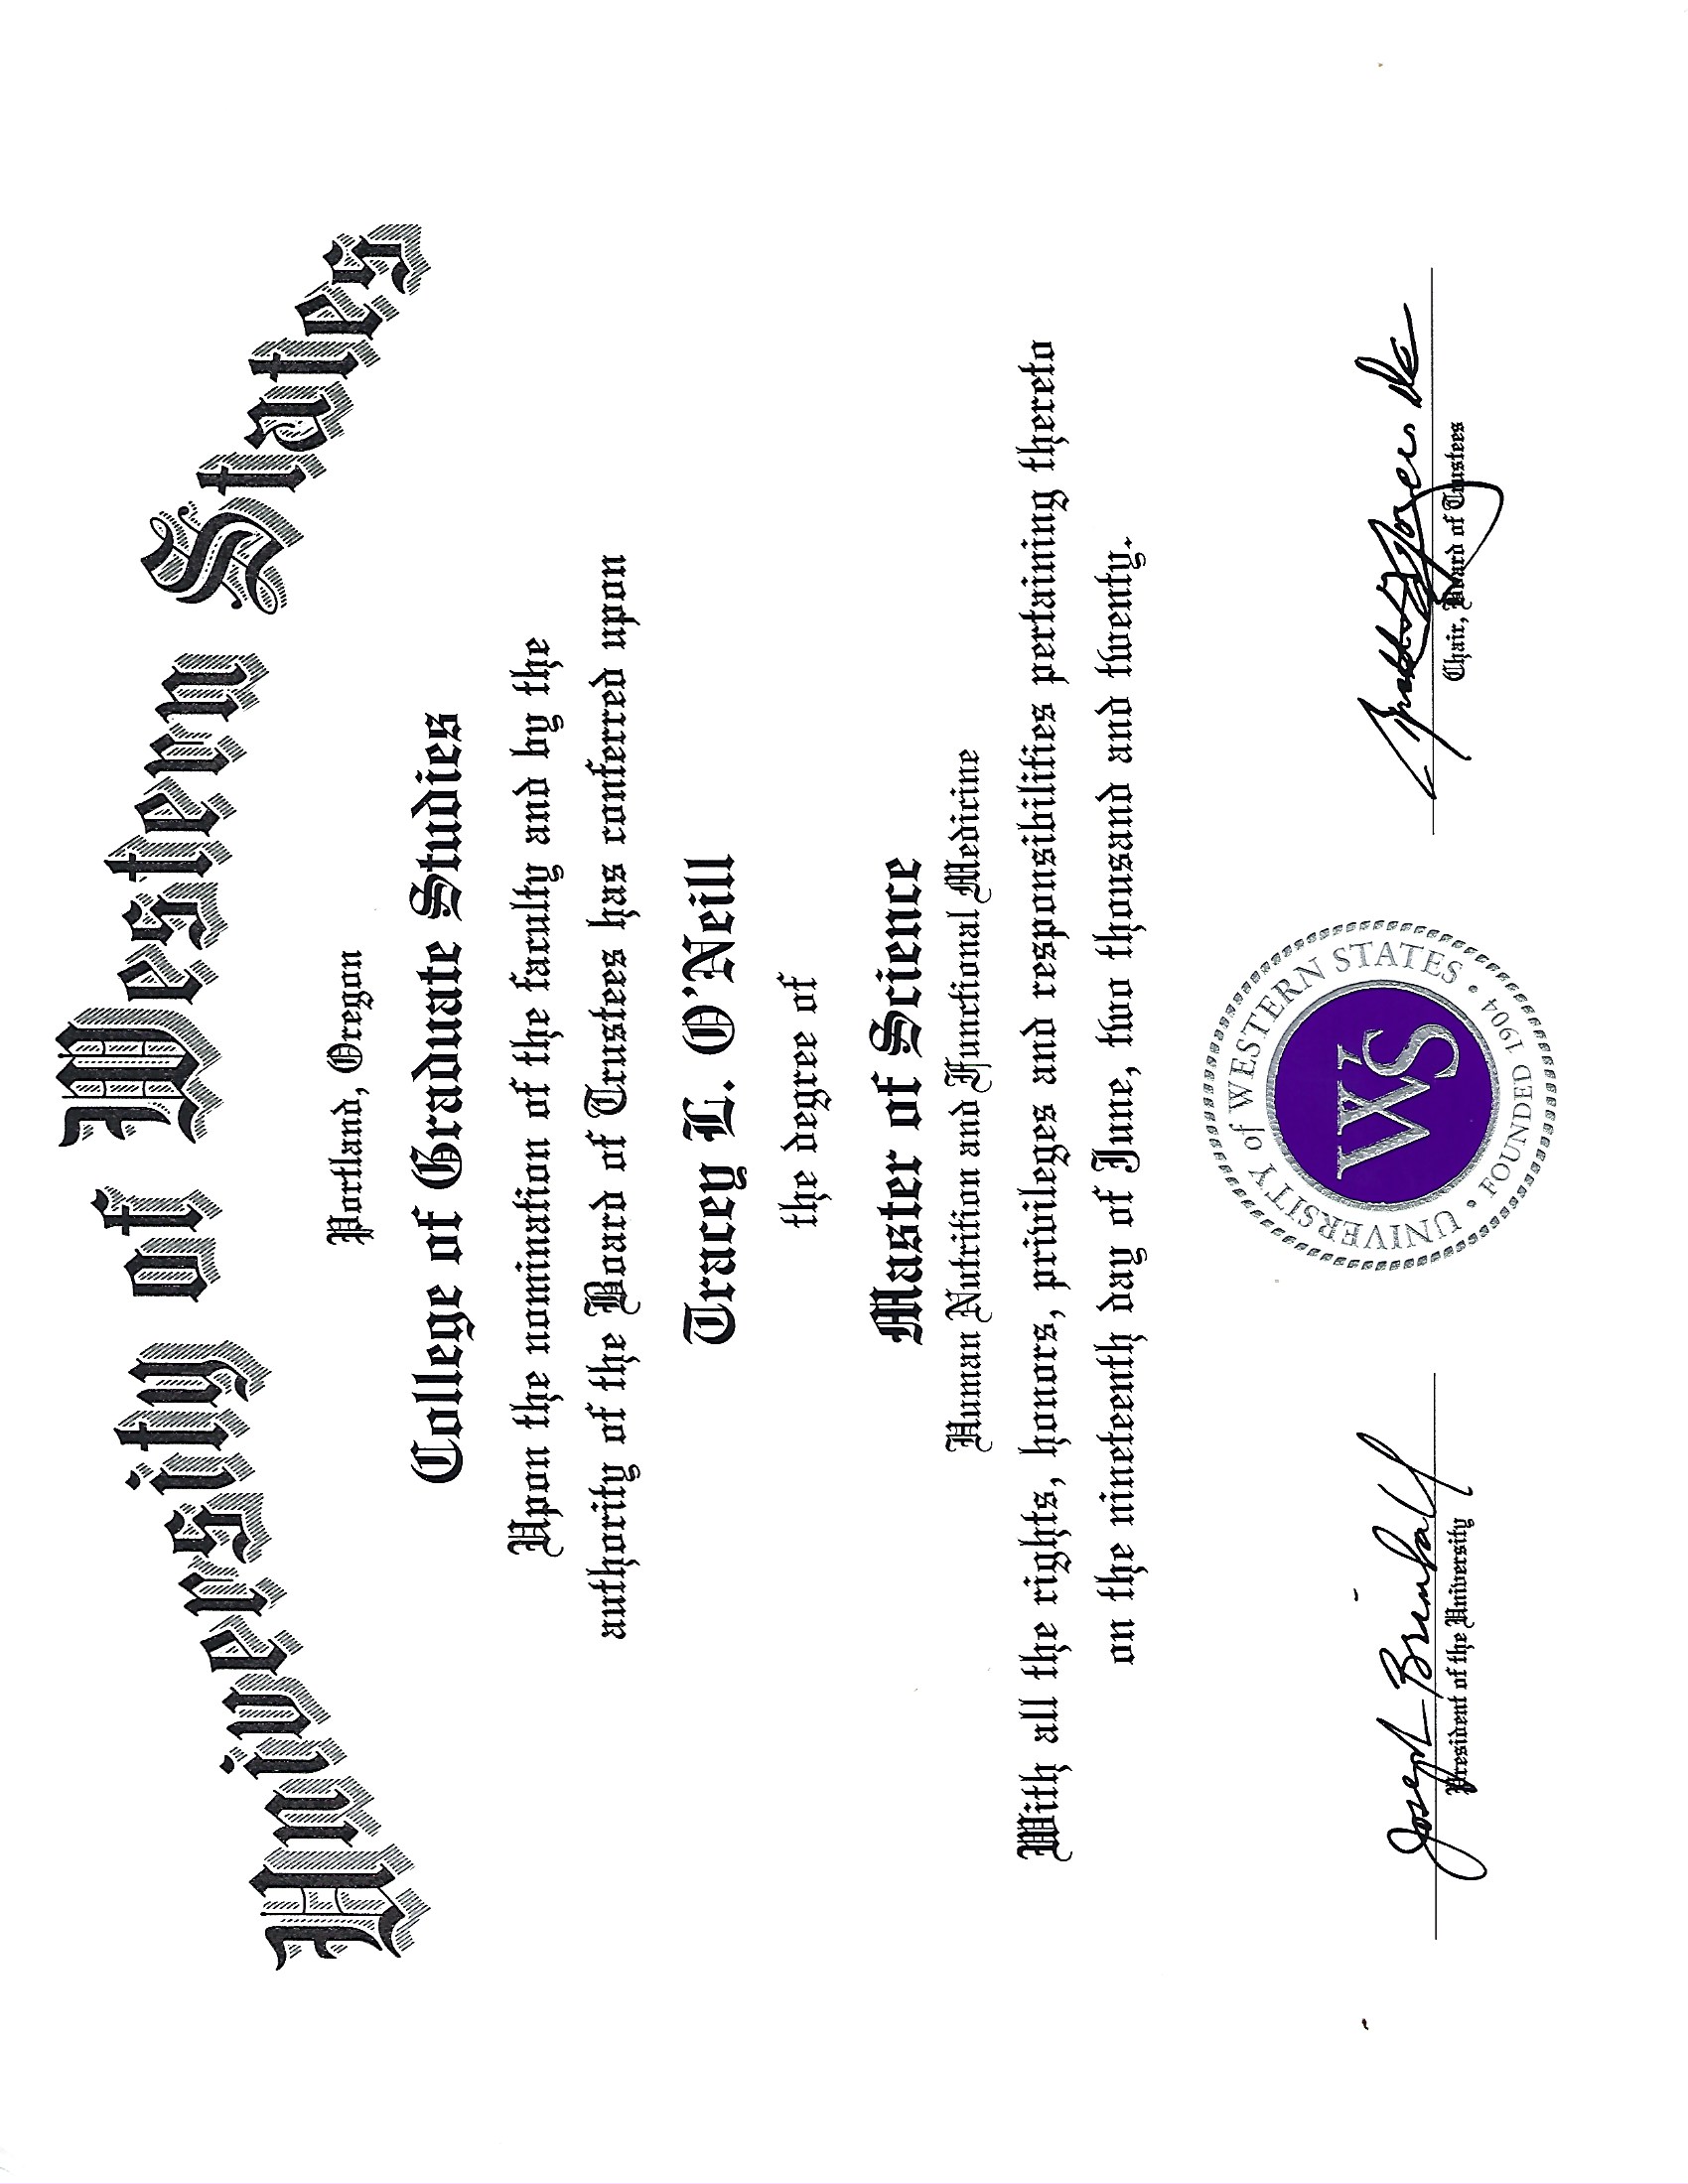 University of Western States
Portland, Oregon
College of Graduate Studies
Upon the nomination of the faculty and by the
authority of the Board of Trustees has conferred upon
Tracey L. O'Neill
the degree of
Master of Science
Human Nutrition and Functional Medicine
With all the rights, honors, privileges and responsibilities pertaining thereto
on the nineteenth day of June, two thousand and twenty.
UNIVERSITY of WESTERN STATES
WS
• FOUNDED 1904 •
Joseph Brimhall
President of the University
Chair, Board of Trustees